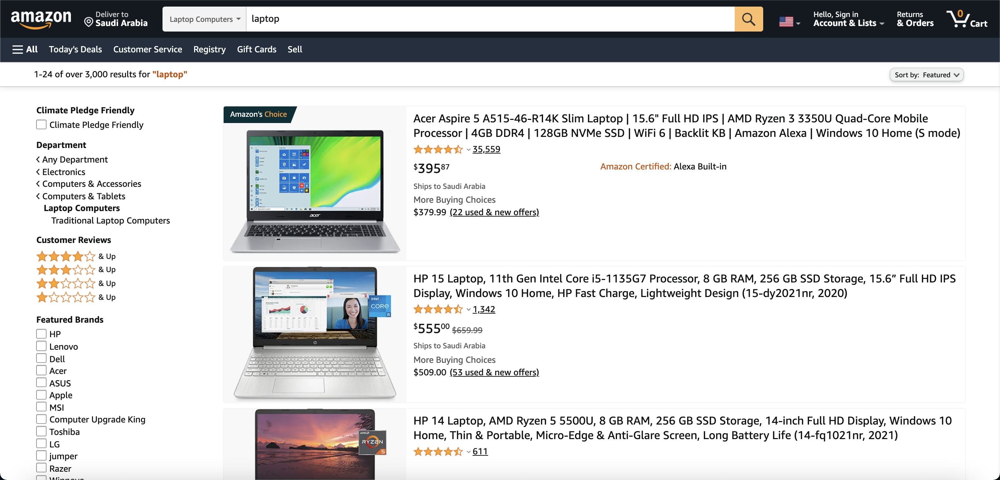 amazon
Deliver to
Saudi Arabia
Laptop Computers
laptop
Hello, Sign in
Account & Lists
Returns
& Orders
0
Cart
All
Today's Deals
Customer Service
Registry
Gift Cards
Sell
1-24 of over 3,000 results for "laptop"
Sort by: Featured
Climate Pledge Friendly
Climate Pledge Friendly
Department
Any Department
Electronics
Computers & Accessories
Computers & Tablets
Laptop Computers
Traditional Laptop Computers
Customer Reviews
& Up
& Up
& Up
& Up
Featured Brands
HP
Lenovo
Dell
Acer
ASUS
Apple
MSI
Computer Upgrade King
Toshiba
LG
jumper
Razer
Amazon's Choice
acer
Acer Aspire 5 A515-46-R14K Slim Laptop | 15.6" Full HD IPS | AMD Ryzen 3 3350U Quad-Core Mobile
Processor | 4GB DDR4 | 128GB NVMe SSD | WiFi 6 | Backlit KB | Amazon Alexa | Windows 10 Home (S mode)
35,559
$395.87
Amazon Certified: Alexa Built-in
Ships to Saudi Arabia
More Buying Choices
$379.99 (22 used & new offers)
intel
CORE
i5
HP 15 Laptop, 11th Gen Intel Core i5-1135G7 Processor, 8 GB RAM, 256 GB SSD Storage, 15.6” Full HD IPS
Display, Windows 10 Home, HP Fast Charge, Lightweight Design (15-dy2021nr, 2020)
1,342
$555.00 $659.99
Ships to Saudi Arabia
More Buying Choices
$509.00 (53 used & new offers)
AMD
RYZEN
5
HP 14 Laptop, AMD Ryzen 5 5500U, 8 GB RAM, 256 GB SSD Storage, 14-inch Full HD Display, Windows 10
Home, Thin & Portable, Micro-Edge & Anti-Glare Screen, Long Battery Life (14-fq1021nr, 2021)
611